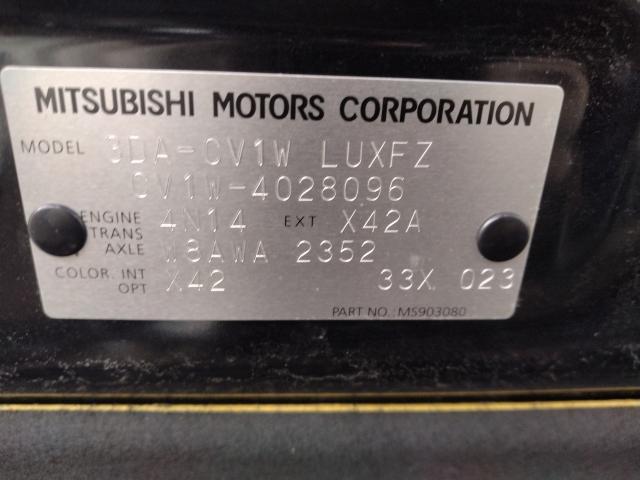 MITSUBISHI MOTORS CORPORATION
MODEL 3DA-CV1W LUXFZ
CV1W-4028096
ENGINE 4N14 EXT X42A
TRANS
AXLE W8AWA 2352
COLOR. INT X42 33X 023
OPT
PART NO.: MS903080